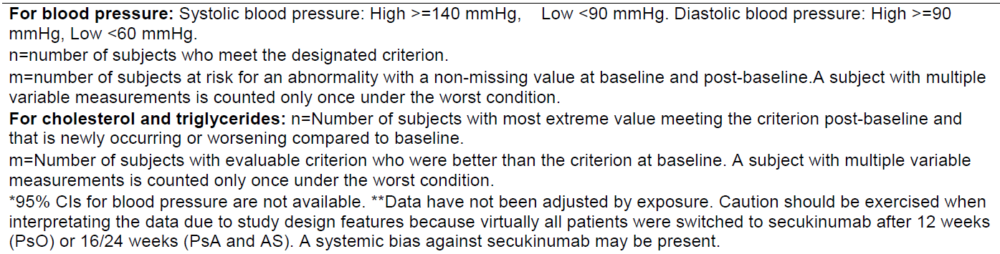 For blood pressure: Systolic blood pressure: High >=140 mmHg, Low <90 mmHg. Diastolic blood pressure: High >=90
mmHg, Low <60 mmHg.
n=number of subjects who meet the designated criterion.
m=number of subjects at risk for an abnormality with a non-missing value at baseline and post-baseline.A subject with multiple
variable measurements is counted only once under the worst condition.
For cholesterol and triglycerides: n=Number of subjects with most extreme value meeting the criterion post-baseline and
that is newly occurring or worsening compared to baseline.
m=Number of subjects with evaluable criterion who were better than the criterion at baseline. A subject with multiple variable
measurements is counted only once under the worst condition.
*95% CIs for blood pressure are not available. **Data have not been adjusted by exposure. Caution should be exercised when
interpretating the data due to study design features because virtually all patients were switched to secukinumab after 12 weeks
(PsO) or 16/24 weeks (PsA and AS). A systemic bias against secukinumab may be present.